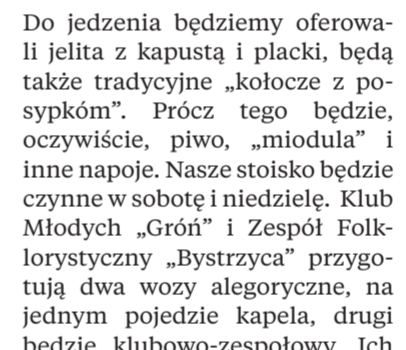 Do jedzenia będziemy oferowa-
li jelita z kapustą i placki, będą
także tradycyjne „kołocze z po-
sypkóm”. Prócz tego będzie,
oczywiście, piwo, „miodula” i
inne napoje. Nasze stoisko będzie
czynne w sobotę i niedzielę. Klub
Młodych „Gróń” i Zespół Folk-
lorystyczny „Bystrzyca” przygo-
tują dwa wozy alegoryczne, na
jednym pojedzie kapela, drugi
będzie klubowo-zespołowy. Ich